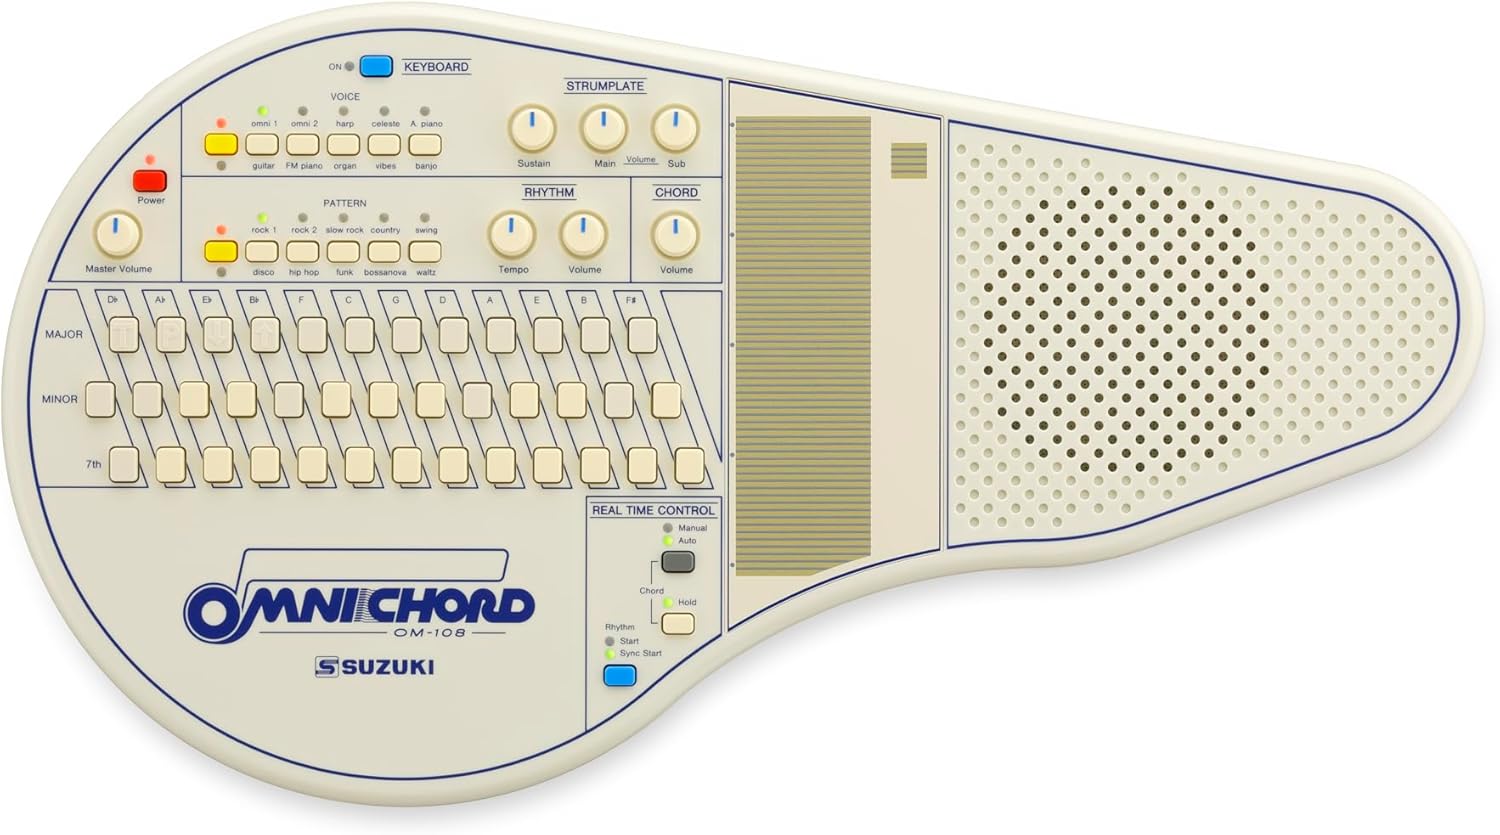 ON KEYBOARD
VOICE
omni 1 omni 2 harp celeste A. piano
guitar FM piano organ vibes banjo
STRUMPLATE
Sustain Main Volume Sub
Power
Master Volume
PATTERN
rock 1 rock 2 slow rock country swing
disco hip hop funk bossanova waltz
RHYTHM
Tempo Volume
CHORD
Volume
D♭ A♭ E♭ B♭ F C G D A E B F#
MAJOR
MINOR
7th
REAL TIME CONTROL
Manual
Auto
Chord
Hold
Rhythm
Start
Sync Start
OMNICHORD
OM-108
S SUZUKI